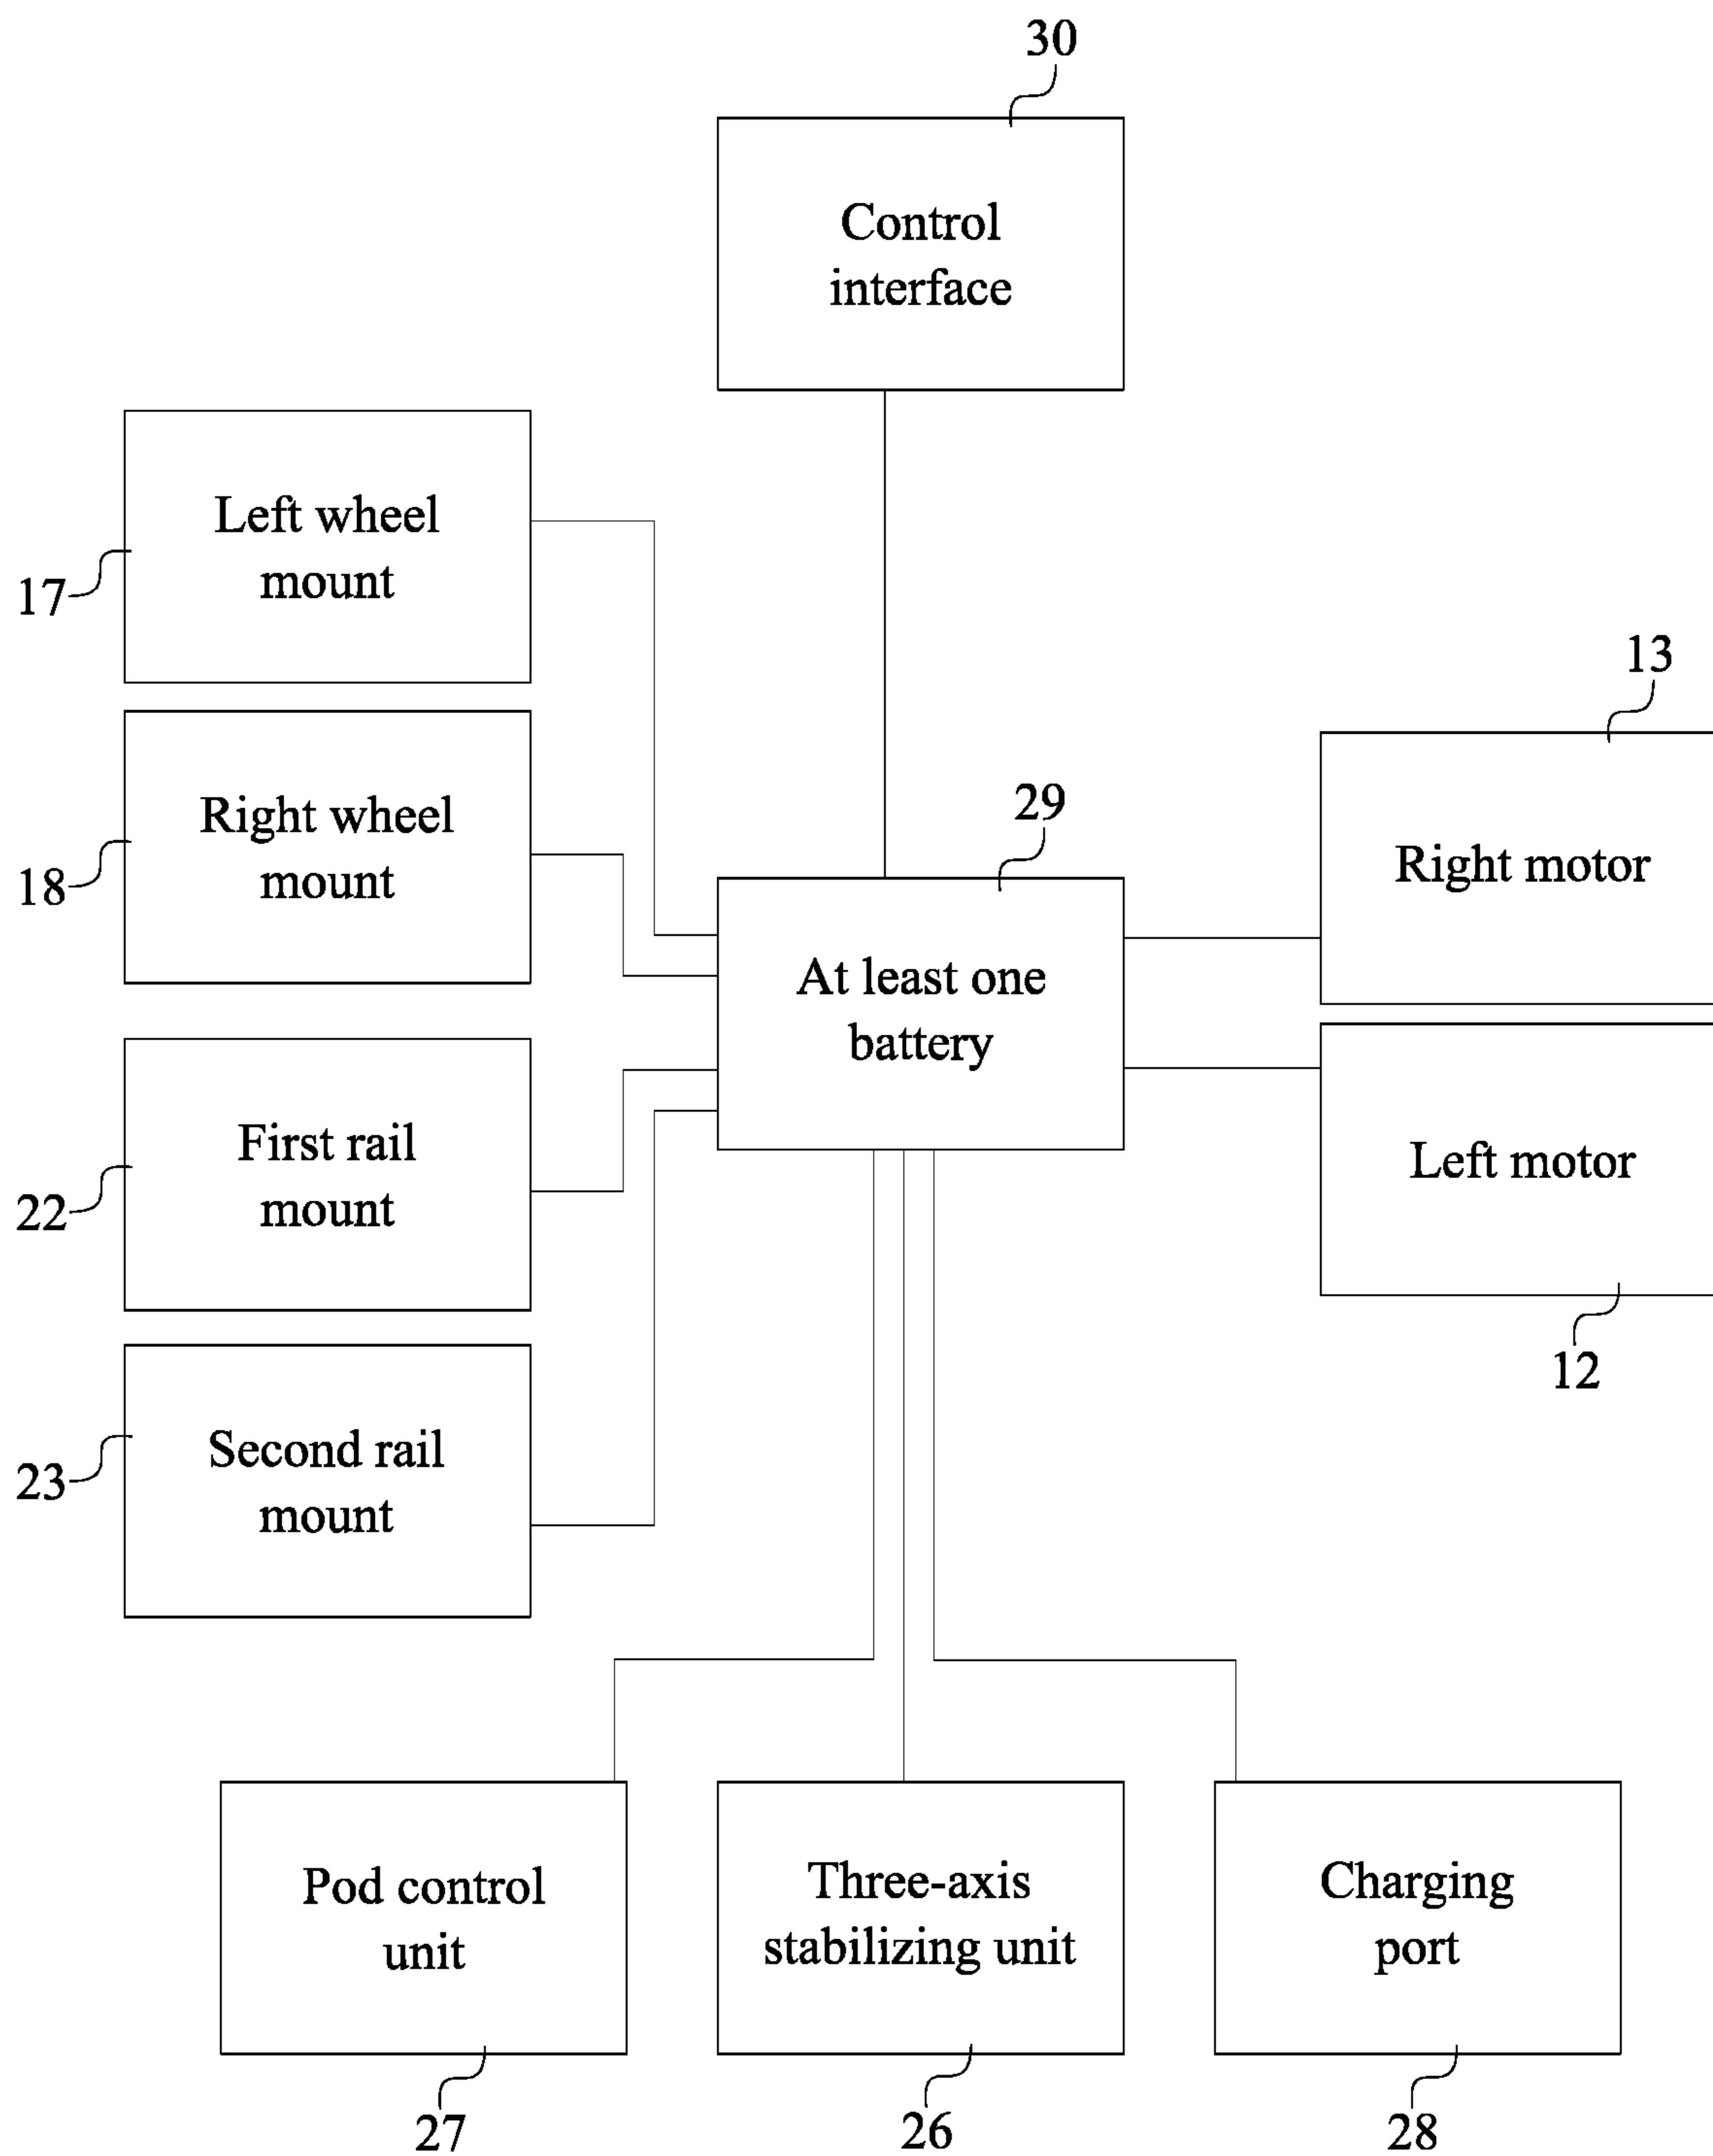 30
Control
interface
Left wheel
mount
17
13
Right wheel
mount
18
29
Right motor
At least one
battery
First rail
mount
22
Left motor
12
Second rail
mount
23
Pod control
unit
Three-axis
stabilizing unit
Charging
port
27
26
28